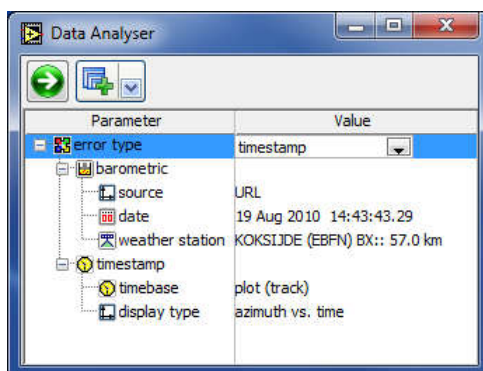 Data Analyser
Parameter Value
error type timestamp
barometric
source URL
date 19 Aug 2010 14:43:43.29
weather station KOKSIJDE (EBFN) BX:: 57.0 km
timestamp
timebase plot (track)
display type azimuth vs. time